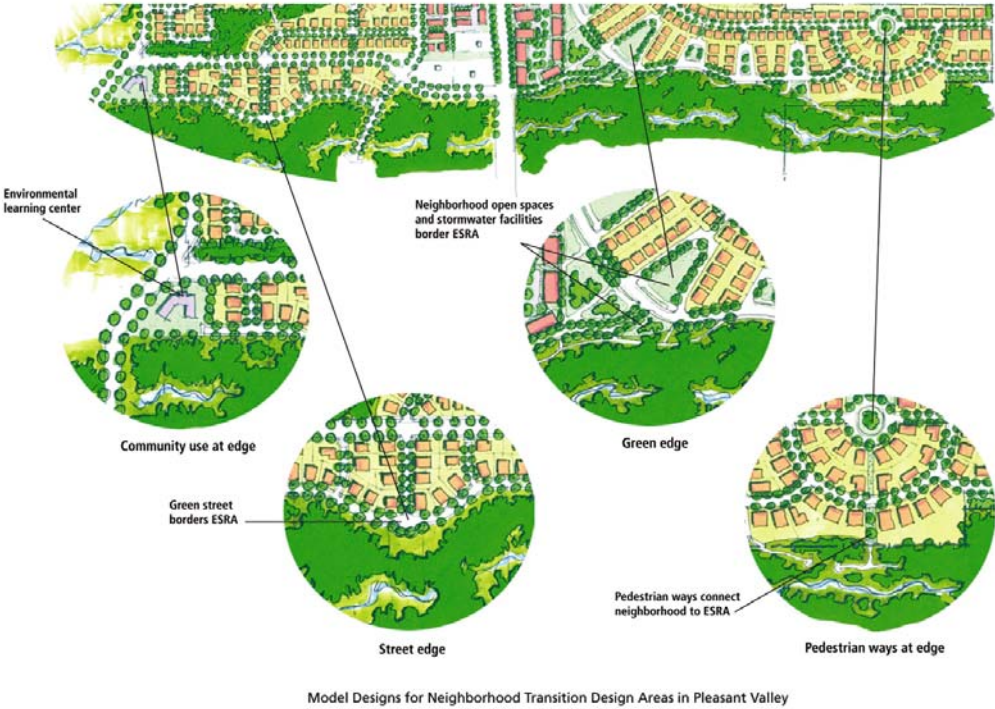 Environmental
learning center
Neighborhood open spaces
and stormwater facilities
border ESRA
Community use at edge
Green edge
Green street
borders ESRA
Pedestrian ways connect
neighborhood to ESRA
Street edge
Pedestrian ways at edge
Model Designs for Neighborhood Transition Design Areas in Pleasant Valley